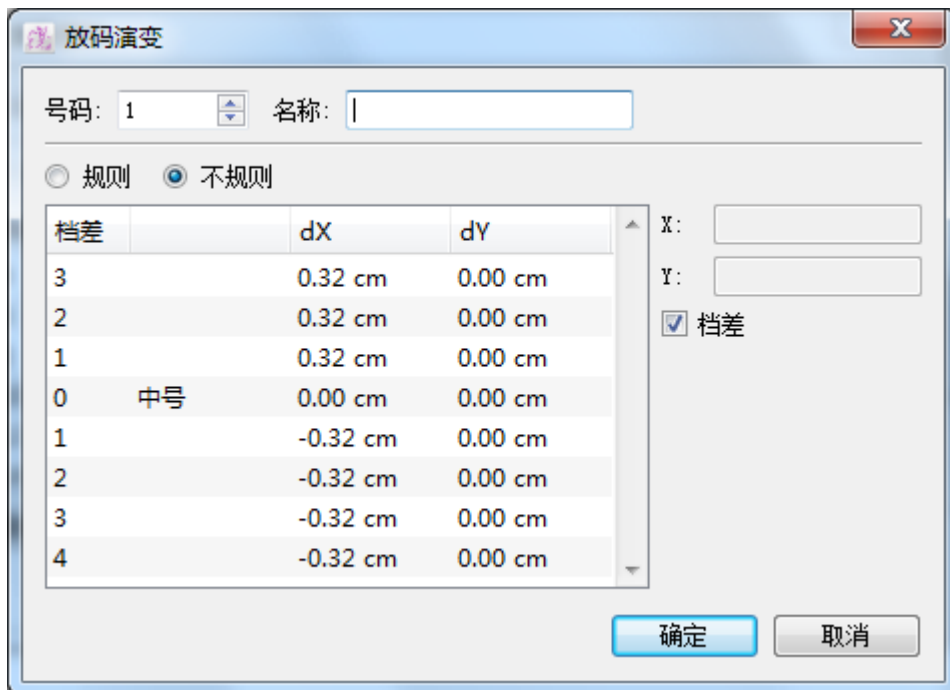 放码演变
号码: 1 名称:
规则 不规则
档差 dX dY
3 0.32 cm 0.00 cm
2 0.32 cm 0.00 cm
1 0.32 cm 0.00 cm
0 中号 0.00 cm 0.00 cm
1 -0.32 cm 0.00 cm
2 -0.32 cm 0.00 cm
3 -0.32 cm 0.00 cm
4 -0.32 cm 0.00 cm
X:
Y:
档差
确定 取消